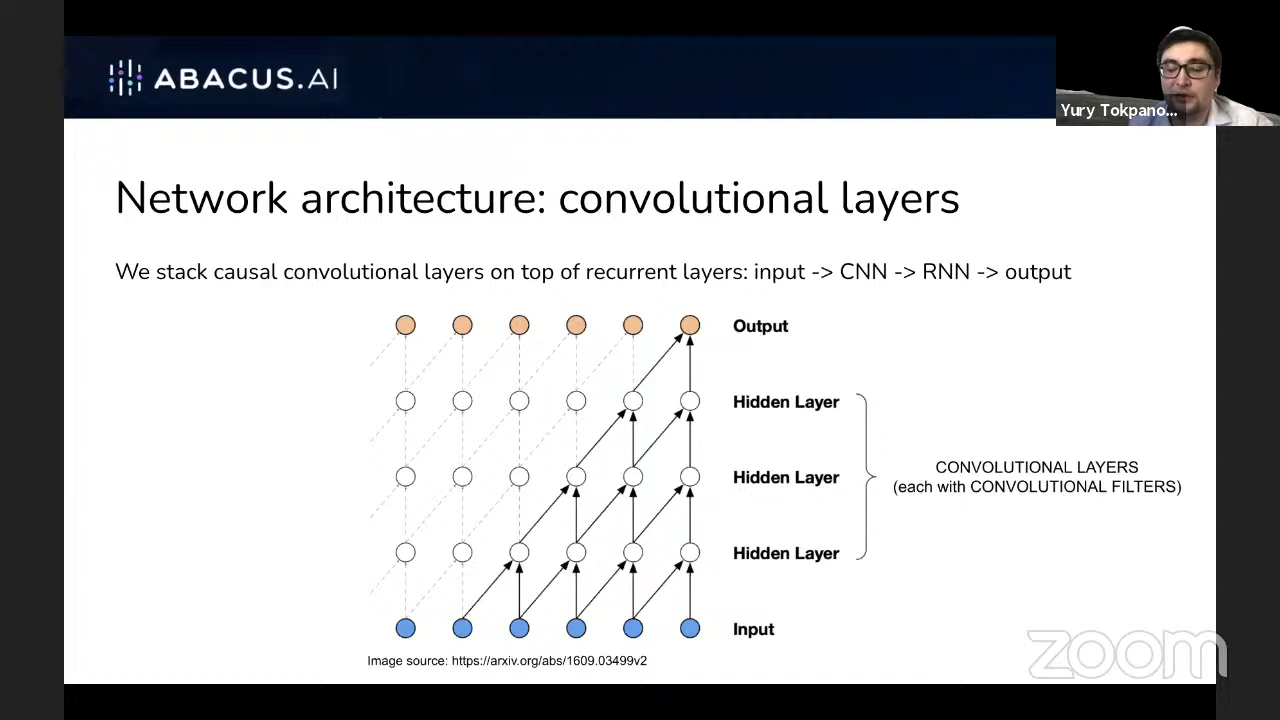 ABACUS.AI
Yury Tokpano...
Network architecture: convolutional layers
We stack causal convolutional layers on top of recurrent layers: input -> CNN -> RNN -> output
Output
Hidden Layer
Hidden Layer
CONVOLUTIONAL LAYERS
(each with CONVOLUTIONAL FILTERS)
Hidden Layer
Input
Image source: https://arxiv.org/abs/1609.03499v2
zoom